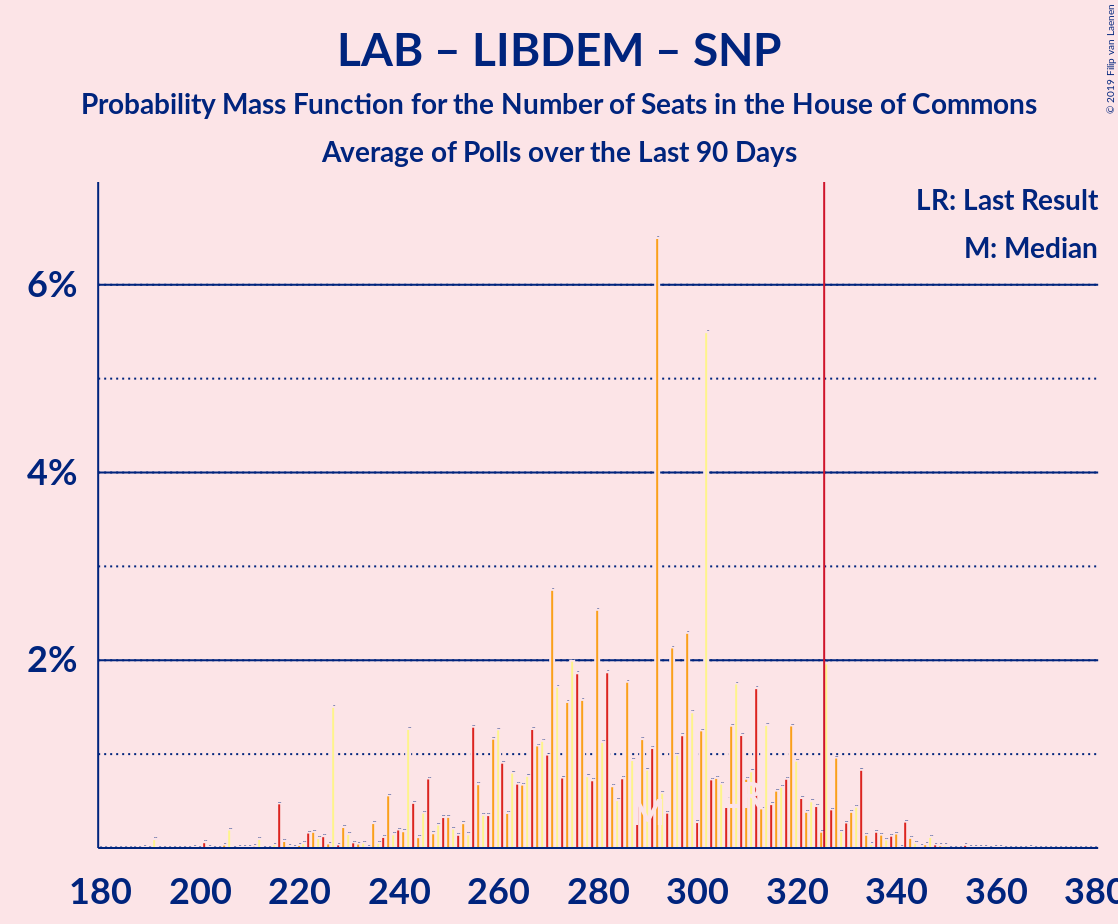 LAB – LIBDEM – SNP
Probability Mass Function for the Number of Seats in the House of Commons
Average of Polls over the Last 90 Days
© 2019 Filip van Laenen
LR: Last Result
M: Median
6%
4%
2%
M
LR
180 200 220 240 260 280 300 320 340 360 380